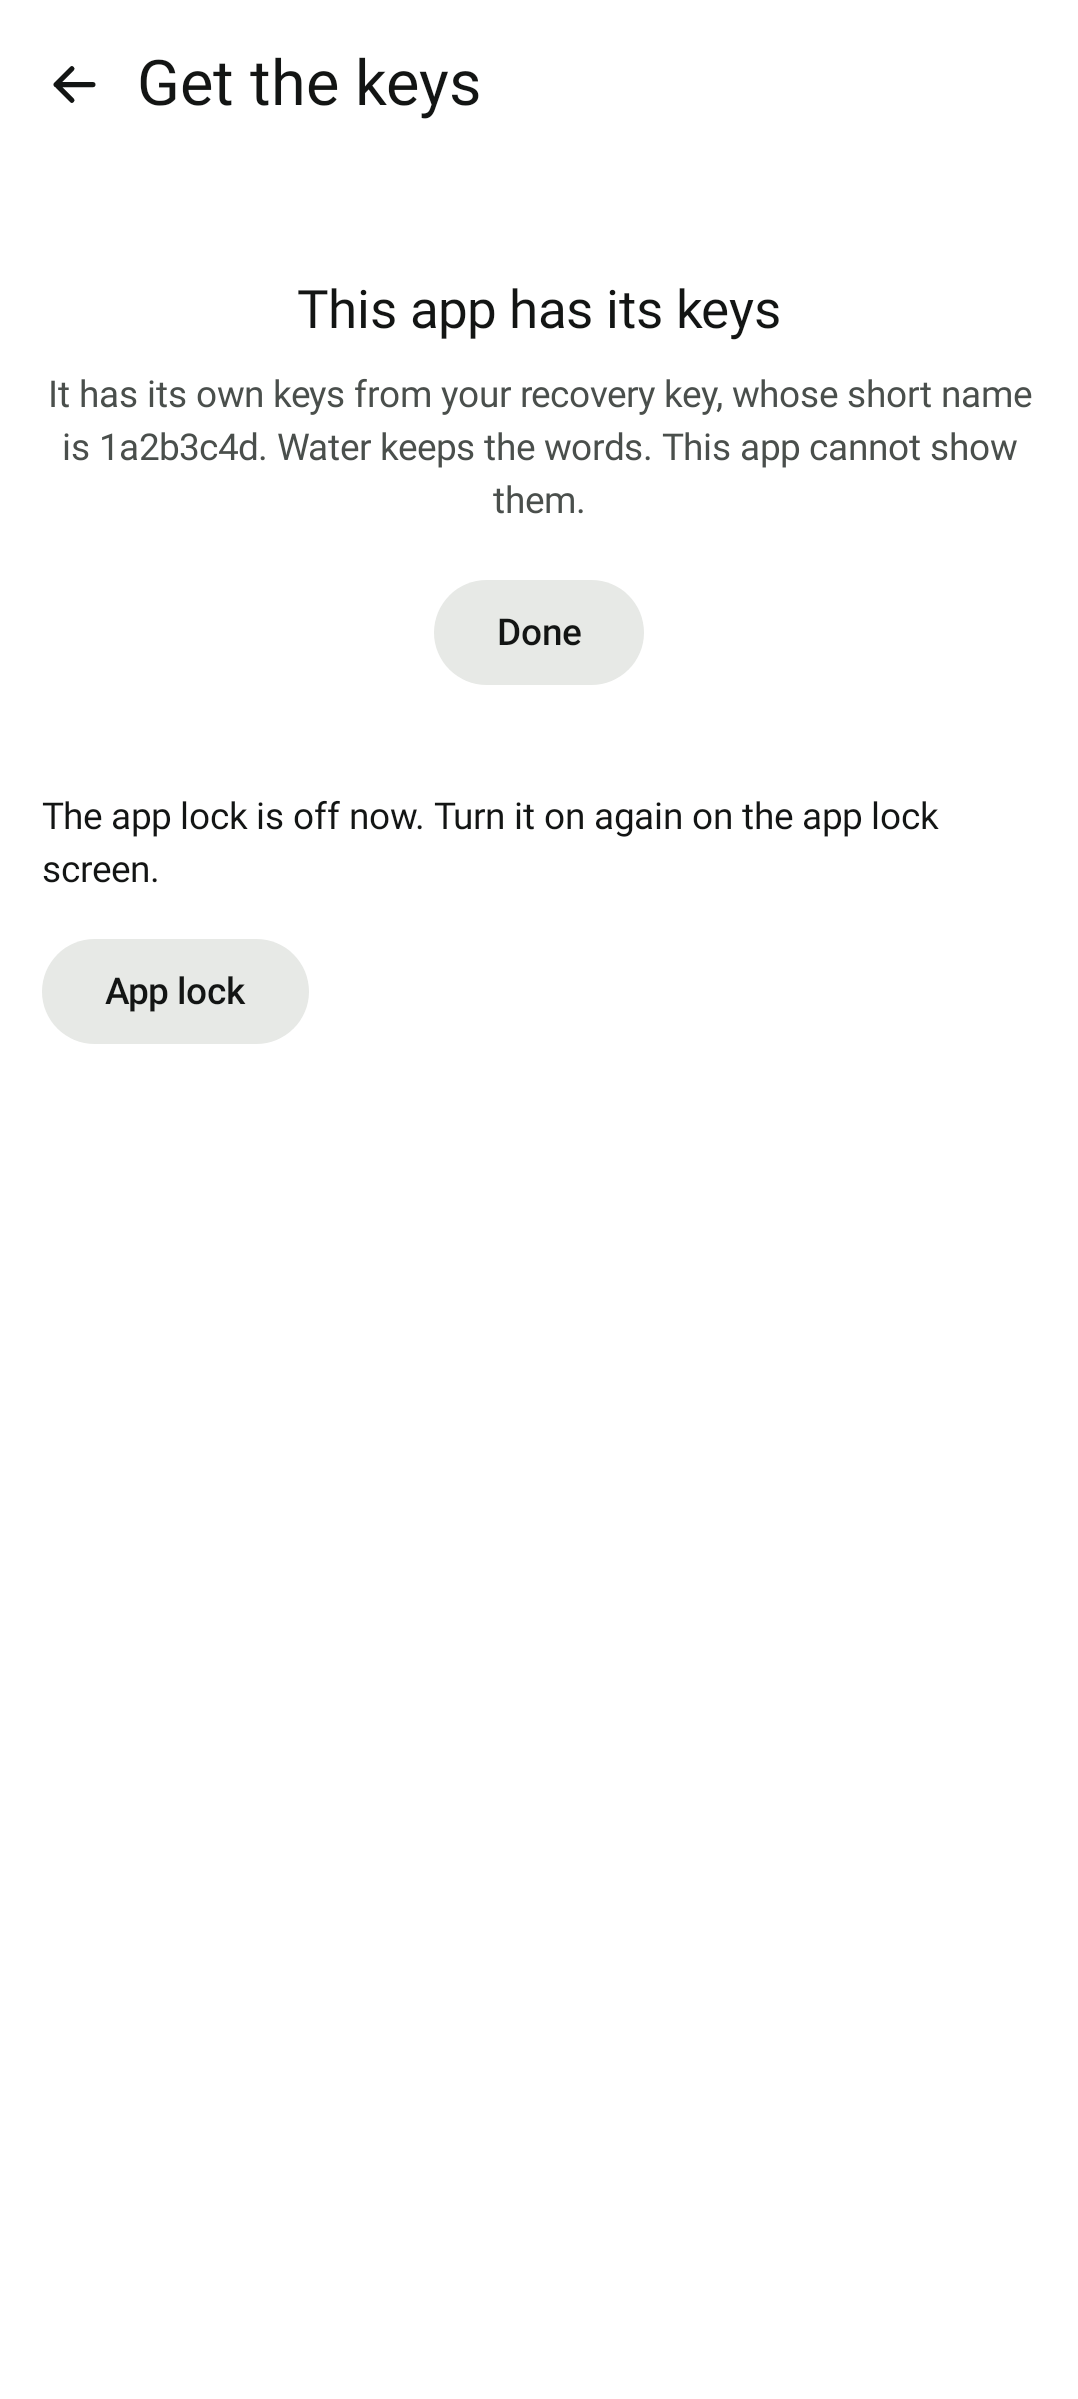 Get the keys
This app has its keys
It has its own keys from your recovery key, whose short name
is 1a2b3c4d. Water keeps the words. This app cannot show
them.
Done
The app lock is off now. Turn it on again on the app lock
screen.
App lock